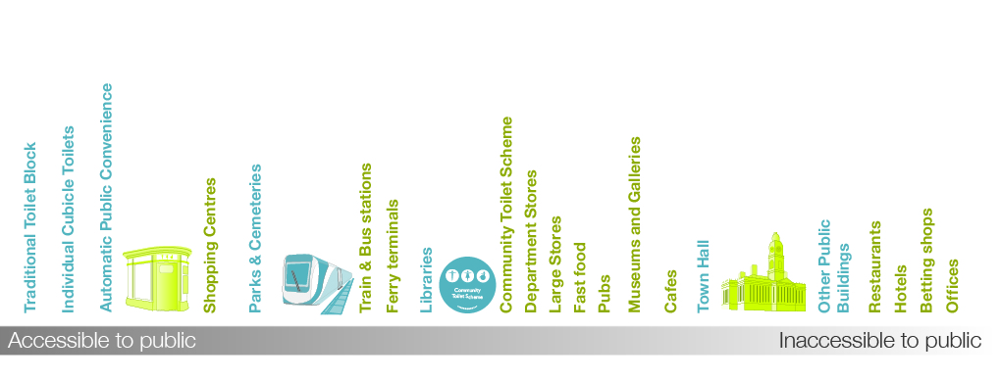 Traditional Toilet Block
Individual Cubicle Toilets
Automatic Public Convenience
Shopping Centres
Parks & Cemeteries
Train & Bus stations
Ferry terminals
Libraries
Community
Toilet Scheme
Community Toilet Scheme
Department Stores
Large Stores
Fast food
Pubs
Museums and Galleries
Cafes
Town Hall
Other Public
Buildings
Restaurants
Hotels
Betting shops
Offices
Accessible to public
Inaccessible to public